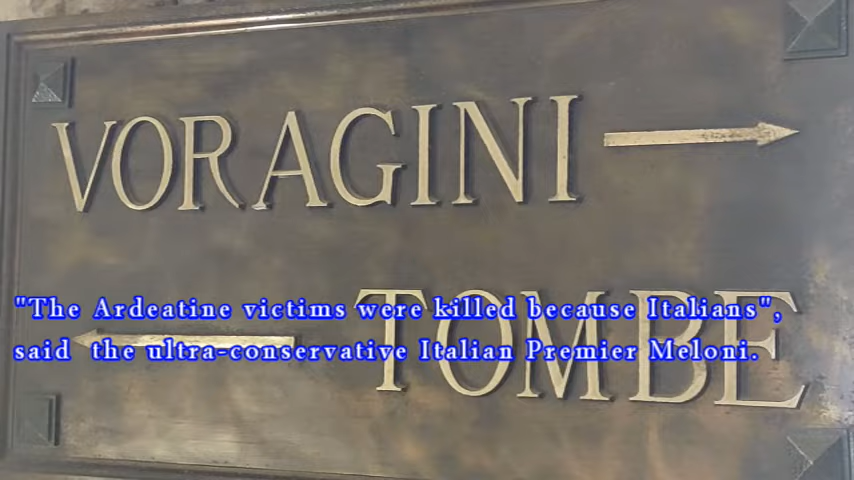 VORAGINI
"The Ardeatine victims were killed because Italians",
TOMBE
said the ultra-conservative Italian Premier Meloni.